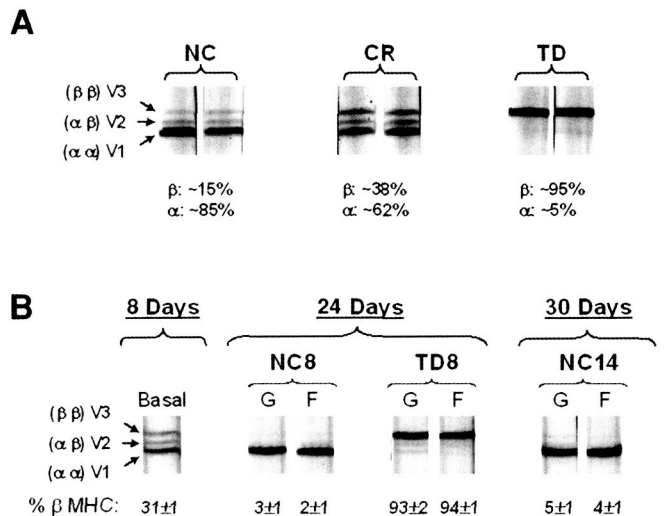 A
NC CR TD
(β β) V3
(α β) V2
(α α) V1
β: ~15% β: ~38% β: ~95%
α: ~85% α: ~62% α: ~5%
B
8 Days 24 Days 30 Days
NC8 TD8 NC14
Basal G F G F G F
(β β) V3
(α β) V2
(α α) V1
% β MHC: 31±1 3±1 2±1 93±2 94±1 5±1 4±1